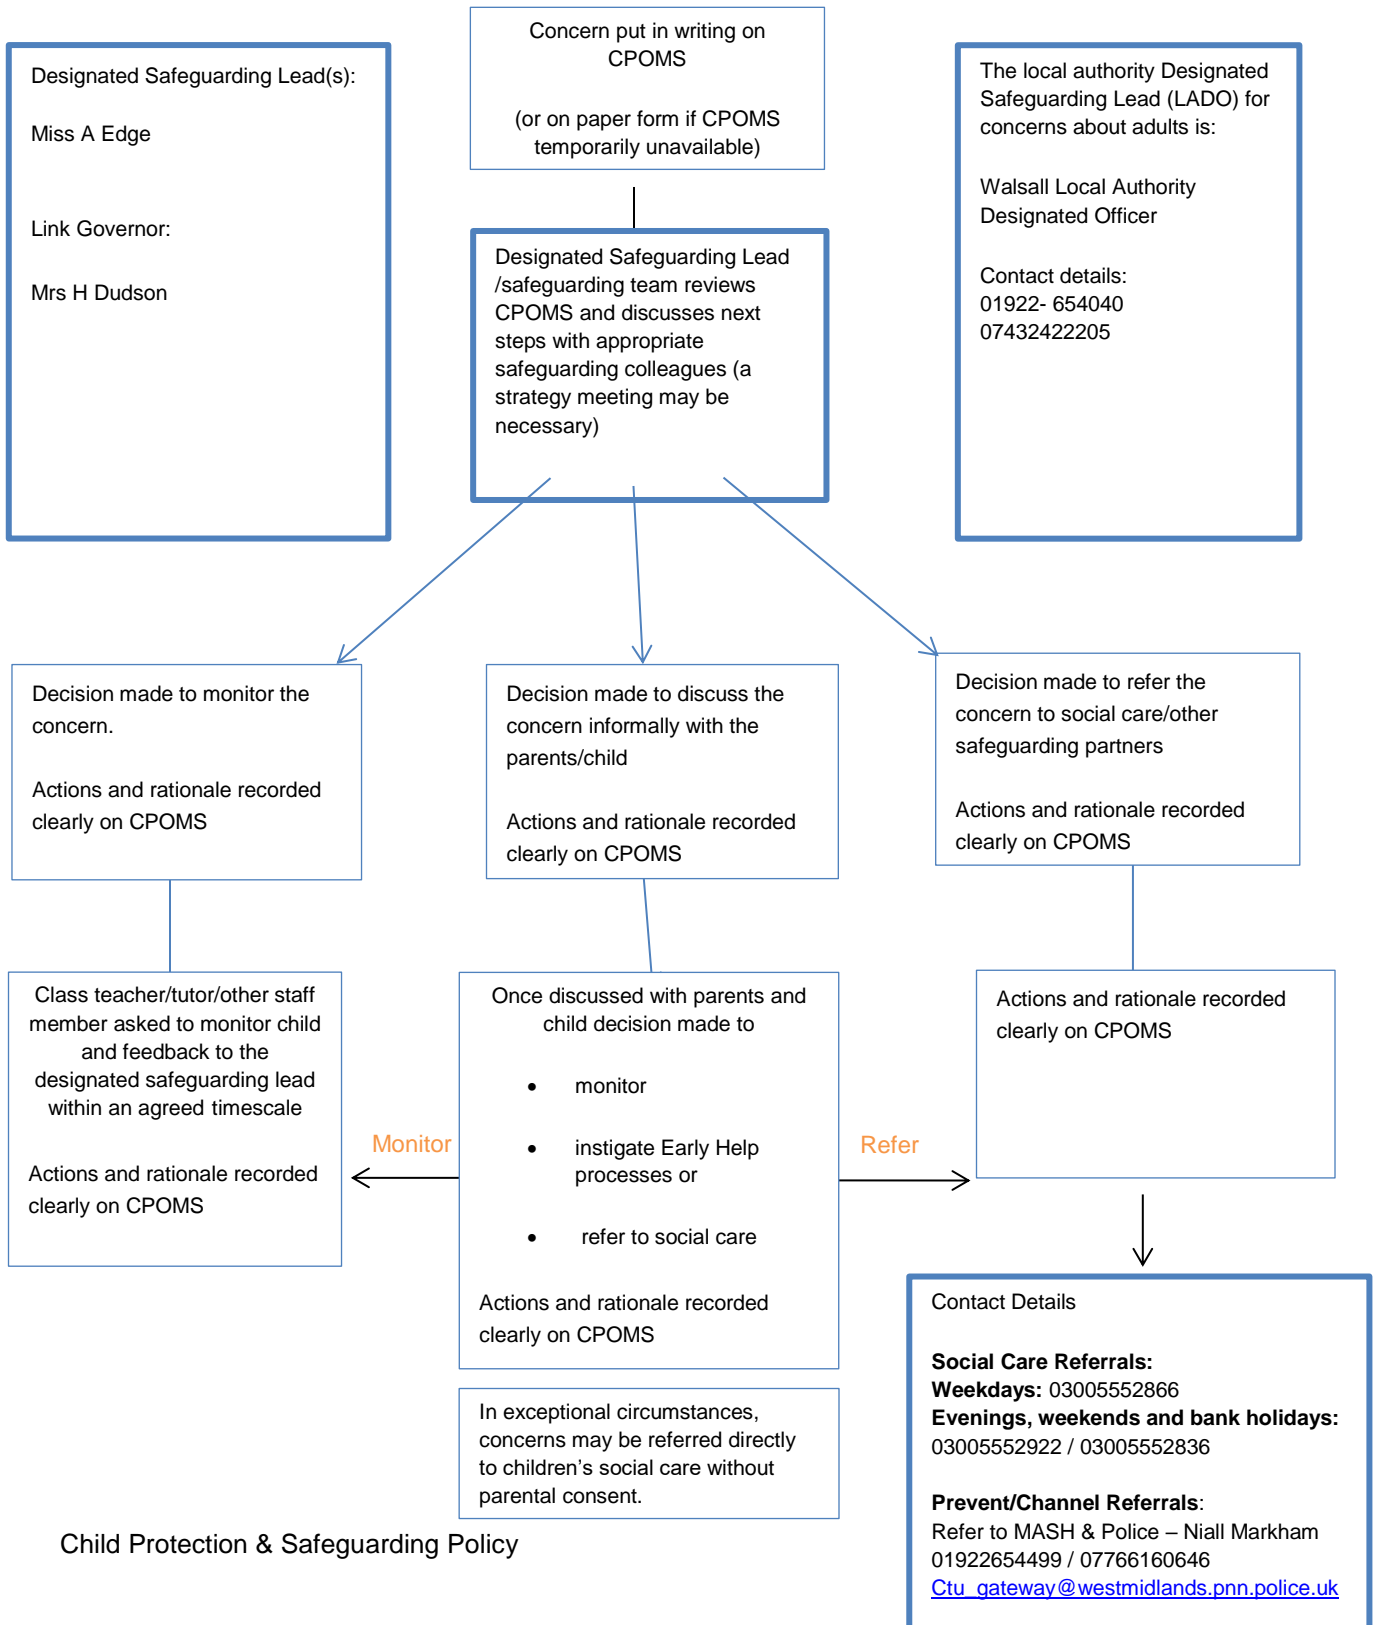 Concern put in writing on
CPOMS
(or on paper form if CPOMS
temporarily unavailable)
Designated Safeguarding Lead(s):
Miss A Edge
Link Governor:
Mrs H Dudson
The local authority Designated
Safeguarding Lead (LADO) for
concerns about adults is:
Walsall Local Authority
Designated Officer
Contact details:
01922- 654040
07432422205
Designated Safeguarding Lead
/safeguarding team reviews
CPOMS and discusses next
steps with appropriate
safeguarding colleagues (a
strategy meeting may be
necessary)
Decision made to monitor the
concern.
Actions and rationale recorded
clearly on CPOMS
Decision made to discuss the
concern informally with the
parents/child
Actions and rationale recorded
clearly on CPOMS
Decision made to refer the
concern to social care/other
safeguarding partners
Actions and rationale recorded
clearly on CPOMS
Class teacher/tutor/other staff
member asked to monitor child
and feedback to the
designated safeguarding lead
within an agreed timescale
Actions and rationale recorded
clearly on CPOMS
Monitor
Once discussed with parents and
child decision made to
• monitor
• instigate Early Help
processes or
• refer to social care
Actions and rationale recorded
clearly on CPOMS
Refer
Actions and rationale recorded
clearly on CPOMS
In exceptional circumstances,
concerns may be referred directly
to children’s social care without
parental consent.
Contact Details
Social Care Referrals:
Weekdays: 03005552866
Evenings, weekends and bank holidays:
03005552922 / 03005552836
Prevent/Channel Referrals:
Refer to MASH & Police – Niall Markham
01922654499 / 07766160646
Ctu_gateway@westmidlands.pnn.police.uk
Child Protection & Safeguarding Policy